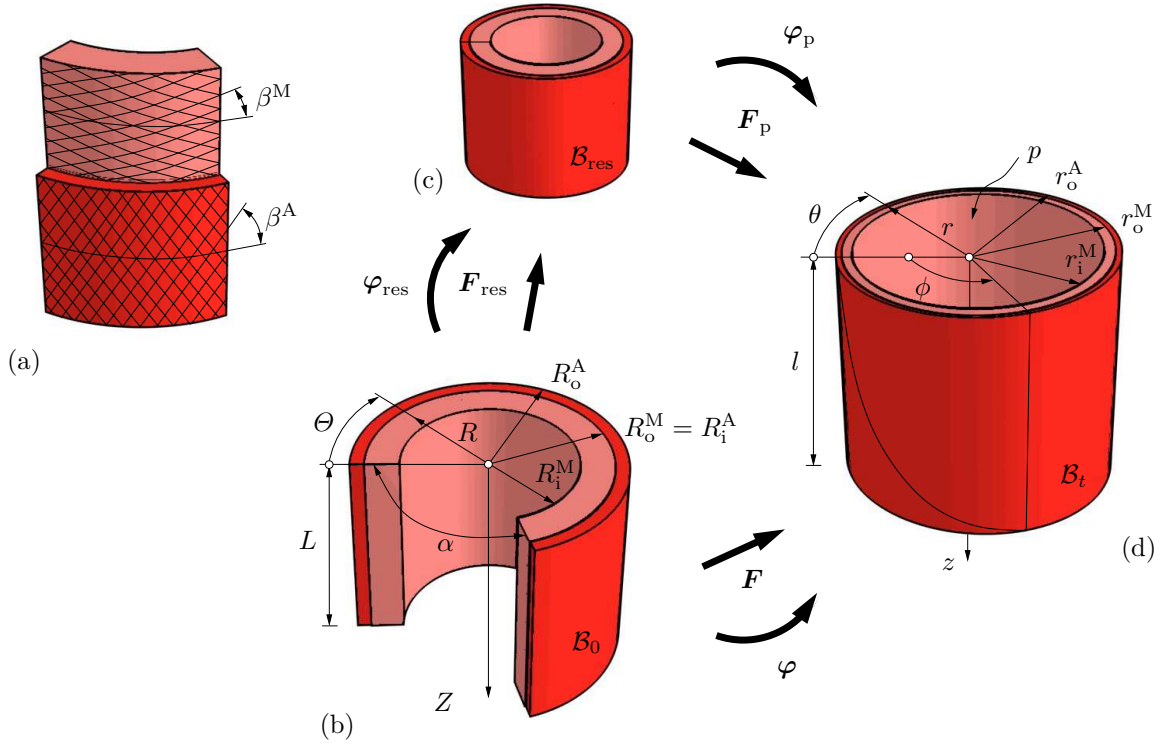 β^M
β^A
(a)
𝓑_res
(c)
φ_p
F_p
φ_res
F_res
Θ
R
R_o^A
R_o^M = R_i^A
R_i^M
L
α
Z
𝓑_0
(b)
F
φ
p
r_o^A
r_o^M
θ
r
r_i^M
ϕ
l
𝓑_t
z
(d)